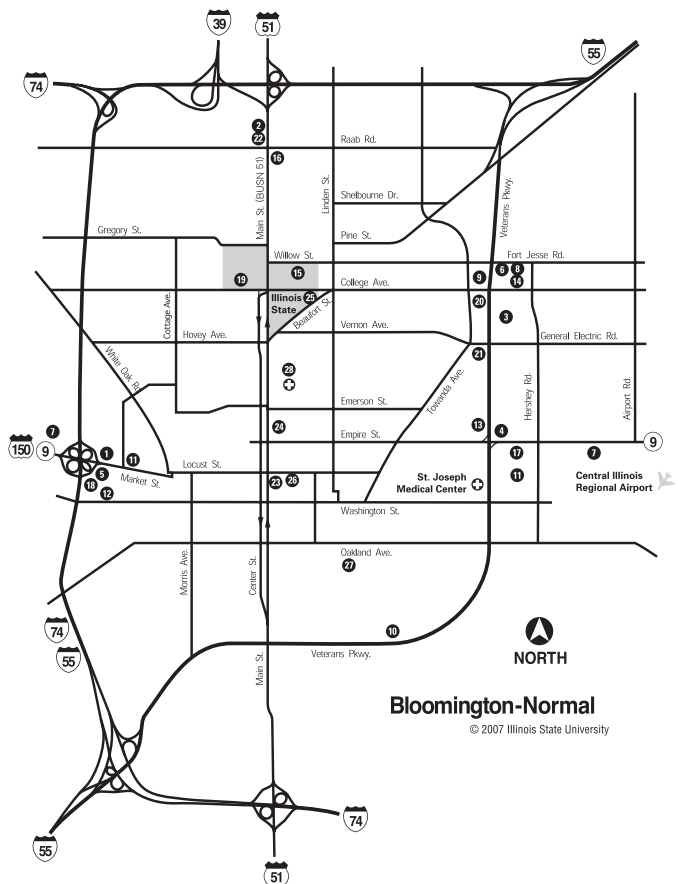 39
51
55
74
2
22
Raab Rd.
16
Main St. (BUSN 51)
Linden St.
Veterans Pkwy.
Shelbourne Dr.
Gregory St.
Pine St.
Willow St.
Fort Jesse Rd.
19
15
9
6
8
14
College Ave.
Illinois
State
25
Beaufort St.
20
3
Cottage Ave.
Hovey Ave.
Vernon Ave.
General Electric Rd.
White Oak Rd.
21
28
Towanda Ave.
Hershey Rd.
Airport Rd.
Emerson St.
24
13
4
Empire St.
9
7
150
9
1
11
17
7
Locust St.
5
Market St.
18
12
23
26
St. Joseph
Medical Center
11
Central Illinois
Regional Airport
Washington St.
Morris Ave.
Center St.
Oakland Ave.
27
74
55
10
Main St.
Veterans Pkwy.
NORTH
Bloomington-Normal
© 2007 Illinois State University
74
55
51